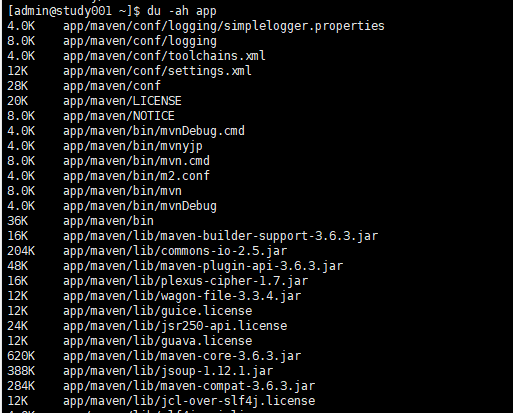 [admin@study001 ~]$ du -ah app
4.0K app/maven/conf/logging/simplelogger.properties
8.0K app/maven/conf/logging
4.0K app/maven/conf/toolchains.xml
12K app/maven/conf/settings.xml
28K app/maven/conf
20K app/maven/LICENSE
8.0K app/maven/NOTICE
4.0K app/maven/bin/mvnDebug.cmd
4.0K app/maven/bin/mvnyjp
8.0K app/maven/bin/mvn.cmd
4.0K app/maven/bin/m2.conf
8.0K app/maven/bin/mvn
4.0K app/maven/bin/mvnDebug
36K app/maven/bin
16K app/maven/lib/maven-builder-support-3.6.3.jar
204K app/maven/lib/commons-io-2.5.jar
48K app/maven/lib/maven-plugin-api-3.6.3.jar
16K app/maven/lib/plexus-cipher-1.7.jar
12K app/maven/lib/wagon-file-3.3.4.jar
12K app/maven/lib/guice.license
24K app/maven/lib/jsr250-api.license
12K app/maven/lib/guava.license
620K app/maven/lib/maven-core-3.6.3.jar
388K app/maven/lib/jsoup-1.12.1.jar
284K app/maven/lib/maven-compat-3.6.3.jar
12K app/maven/lib/jcl-over-slf4j.license